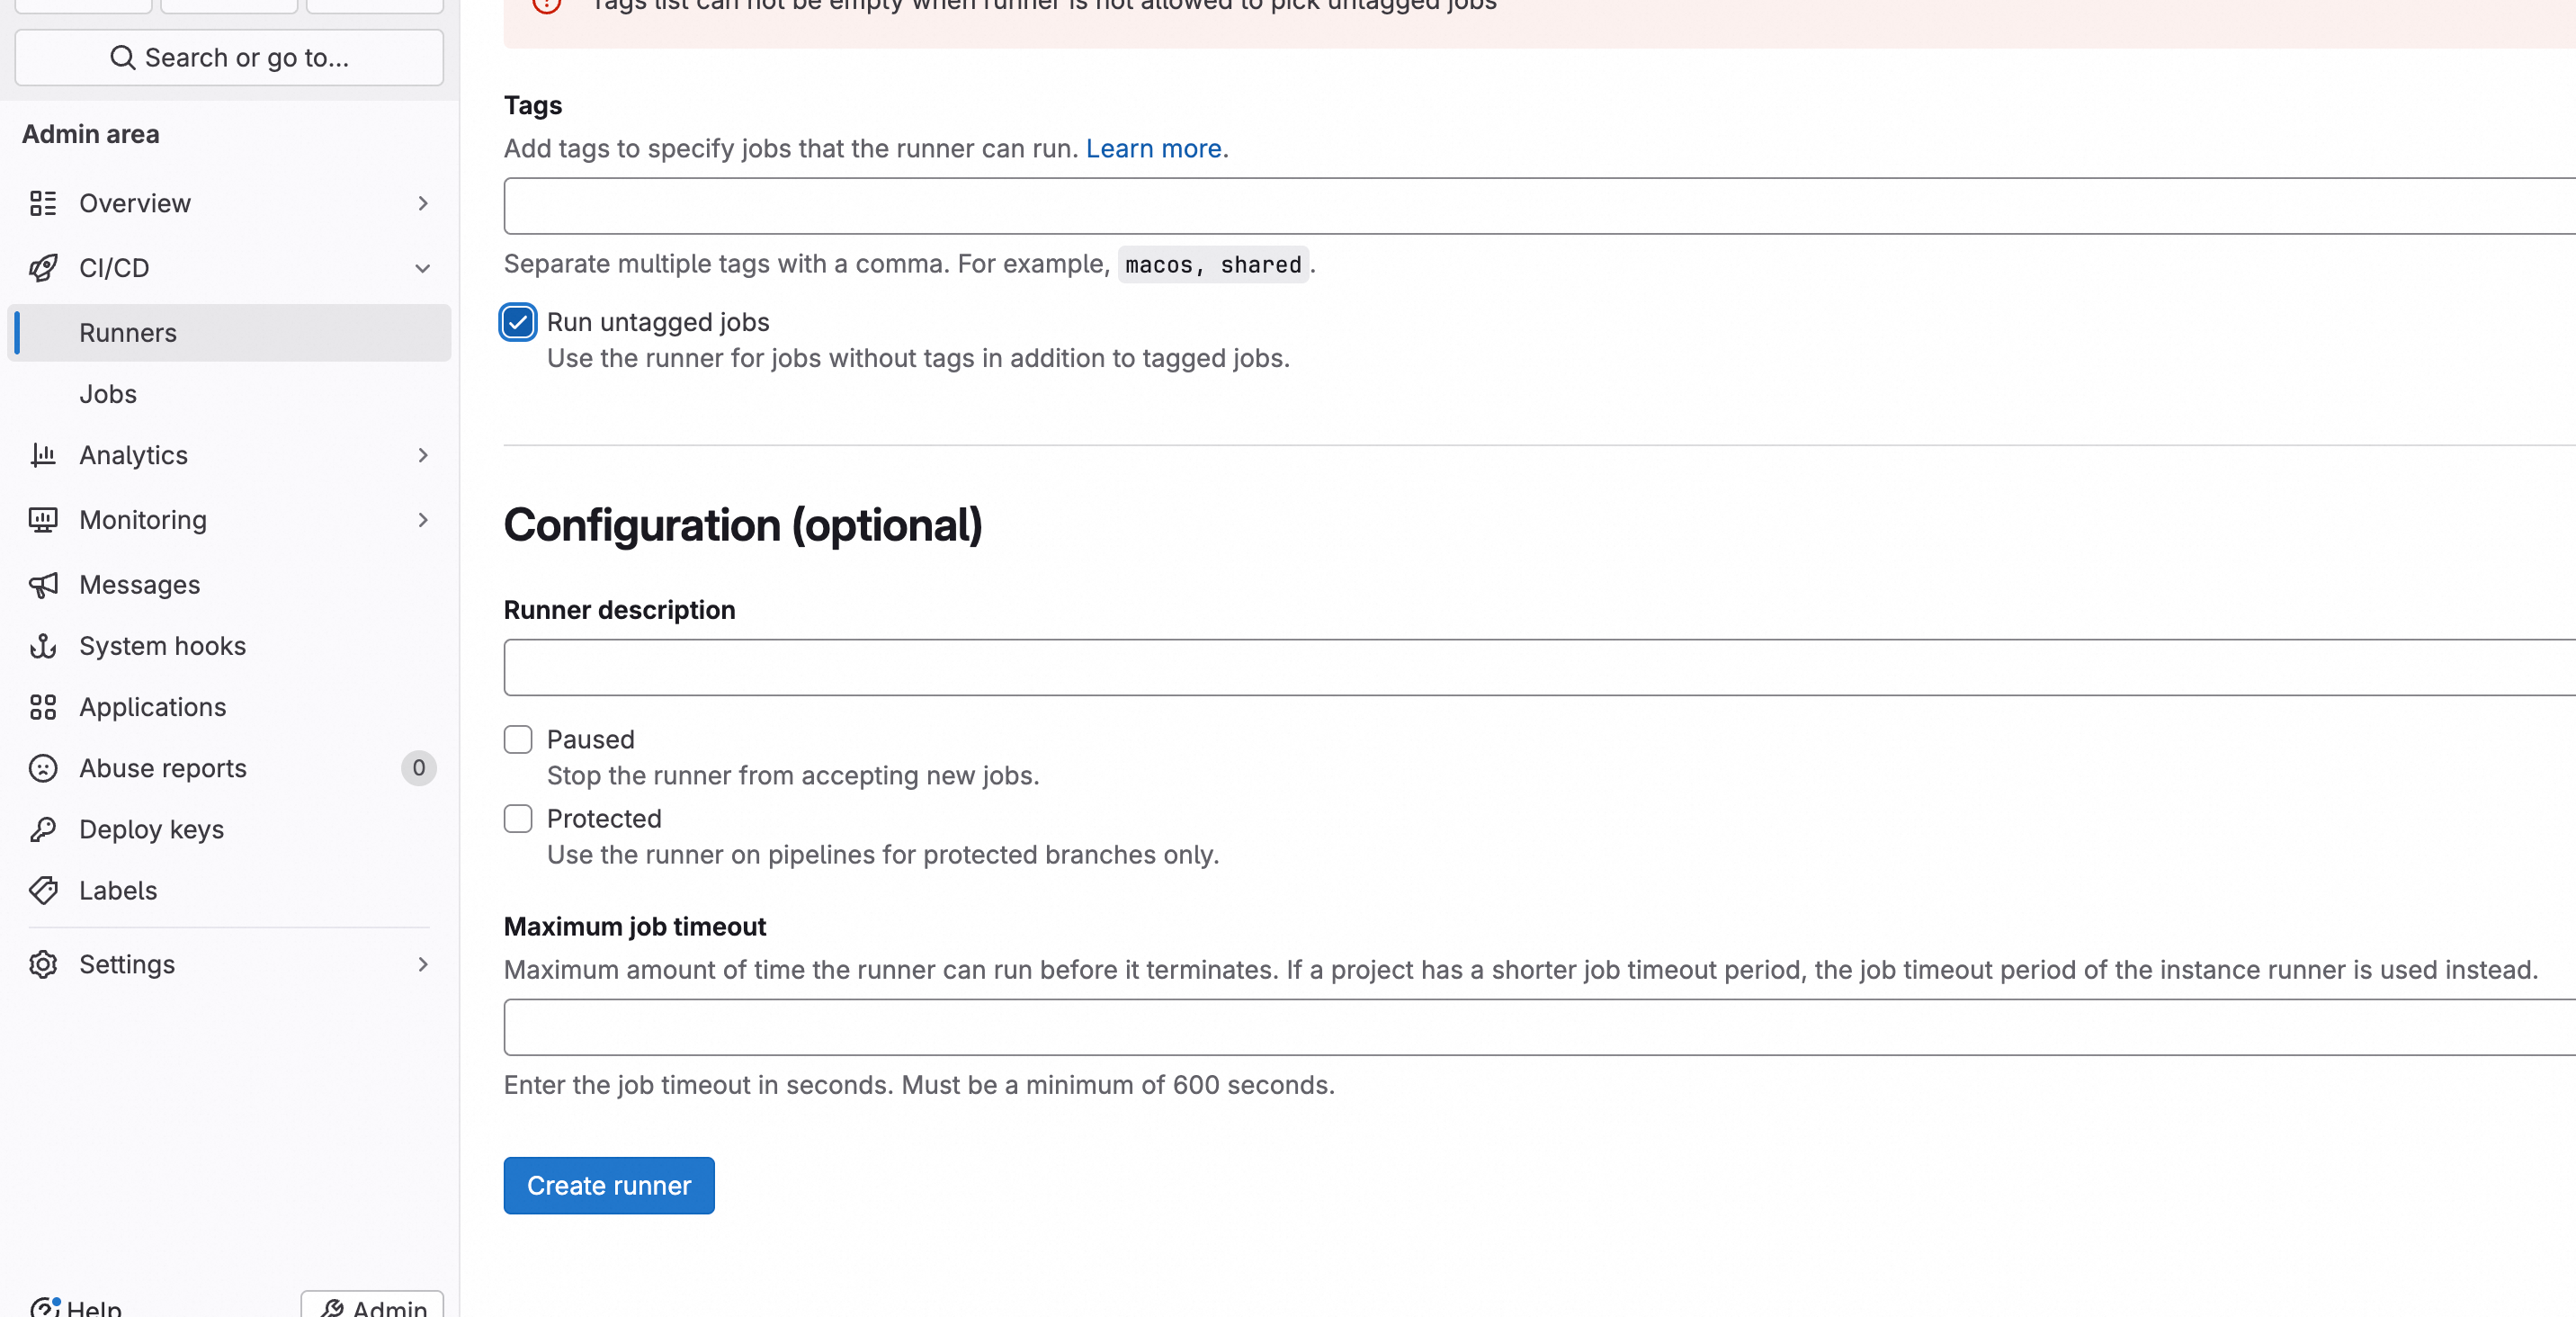 Tags list can not be empty when runner is not allowed to pick untagged jobs
Search or go to...
Admin area
Overview
CI/CD
Runners
Jobs
Analytics
Monitoring
Messages
System hooks
Applications
Abuse reports 0
Deploy keys
Labels
Settings
Help
Admin
Tags
Add tags to specify jobs that the runner can run. Learn more.
Separate multiple tags with a comma. For example, macos, shared.
Run untagged jobs
Use the runner for jobs without tags in addition to tagged jobs.
Configuration (optional)
Runner description
Paused
Stop the runner from accepting new jobs.
Protected
Use the runner on pipelines for protected branches only.
Maximum job timeout
Maximum amount of time the runner can run before it terminates. If a project has a shorter job timeout period, the job timeout period of the instance runner is used instead.
Enter the job timeout in seconds. Must be a minimum of 600 seconds.
Create runner